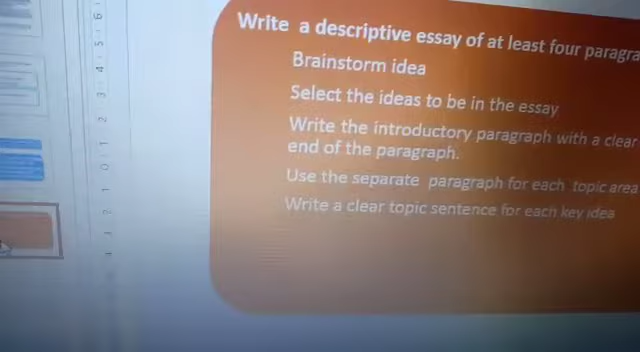 Write a descriptive essay of at least four
Brainstorm idea
Select the ideas to be in the essay
Write the introductory paragraph with a clear
end of the paragraph.
Use the separate paragraph for each topic area
Write a clear topic sentence for each key idea